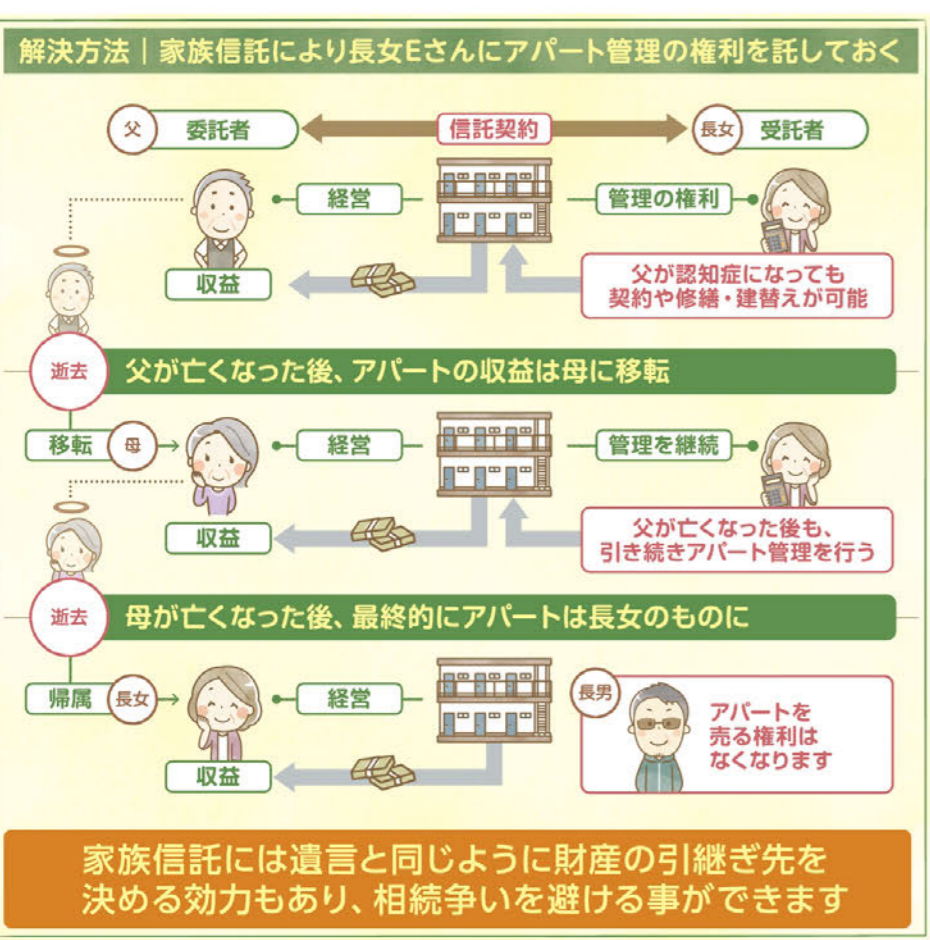 解決方法｜家族信託により長女Eさんにアパート管理の権利を託しておく
父 委託者 信託契約 長女 受託者
経営 管理の権利
収益
父が認知症になっても
契約や修繕・建替えが可能
逝去 父が亡くなった後、アパートの収益は母に移転
移転 母 経営 管理を継続
収益
父が亡くなった後も、
引き続きアパート管理を行う
逝去 母が亡くなった後、最終的にアパートは長女のものに
帰属 長女 経営
収益
長男
アパートを
売る権利は
なくなります
家族信託には遺言と同じように財産の引継ぎ先を
決める効力もあり、相続争いを避ける事ができます